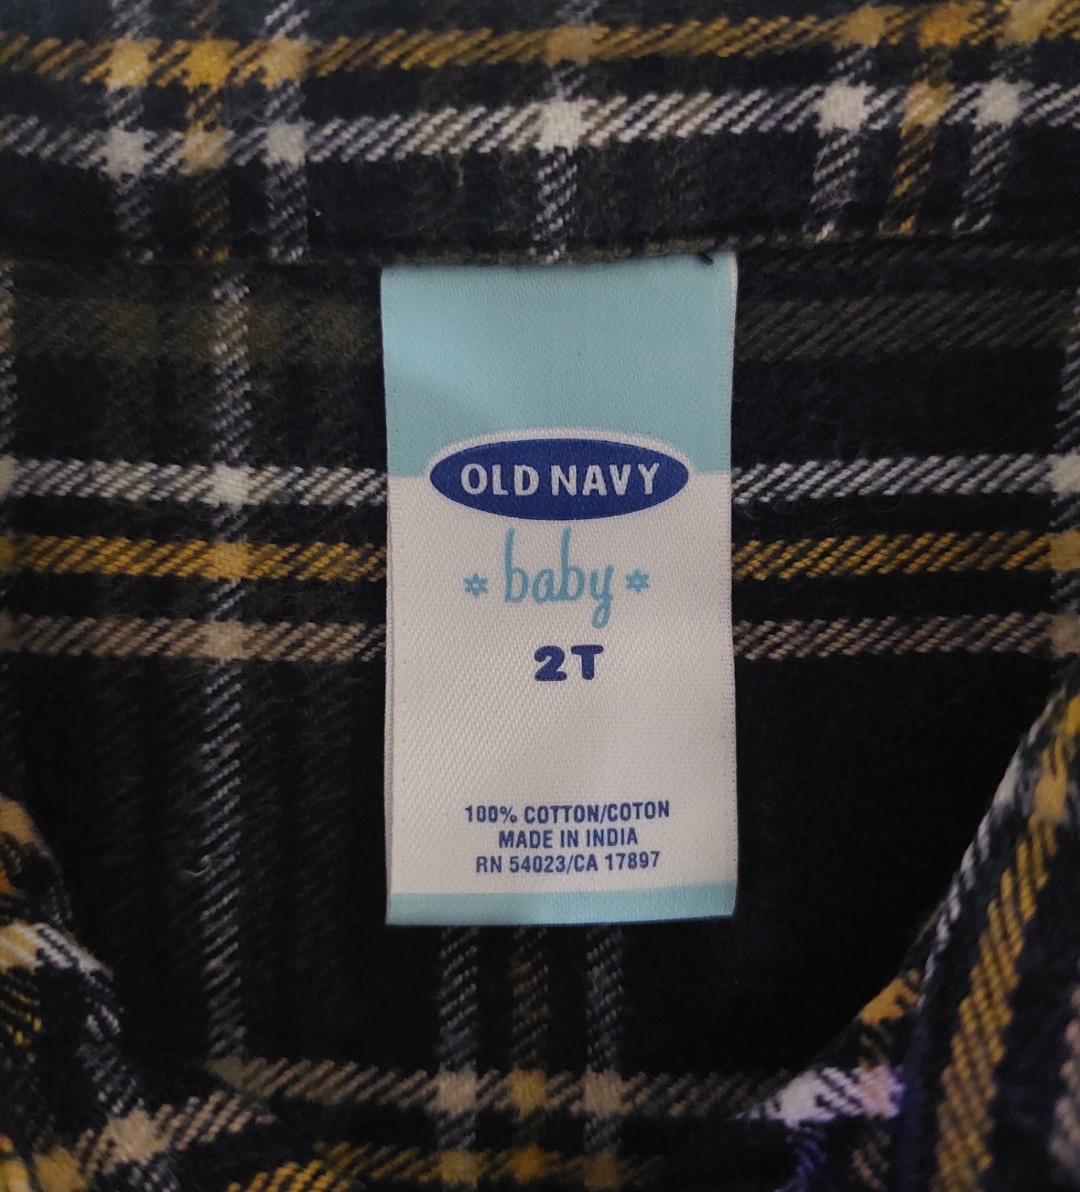 OLD NAVY
baby
2T
100% COTTON/COTON
MADE IN INDIA
RN 54023/CA 17897